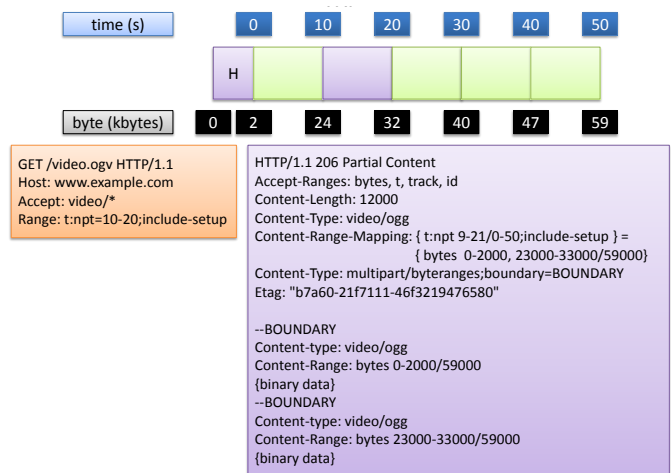 time (s) 0 10 20 30 40 50
H
byte (kbytes) 0 2 24 32 40 47 59
GET /video.ogv HTTP/1.1
Host: www.example.com
Accept: video/*
Range: t:npt=10-20;include-setup
HTTP/1.1 206 Partial Content
Accept-Ranges: bytes, t, track, id
Content-Length: 12000
Content-Type: video/ogg
Content-Range-Mapping: { t:npt 9-21/0-50;include-setup } =
{ bytes 0-2000, 23000-33000/59000}
Content-Type: multipart/byteranges;boundary=BOUNDARY
Etag: "b7a60-21f7111-46f3219476580"
--BOUNDARY
Content-type: video/ogg
Content-Range: bytes 0-2000/59000
{binary data}
--BOUNDARY
Content-type: video/ogg
Content-Range: bytes 23000-33000/59000
{binary data}